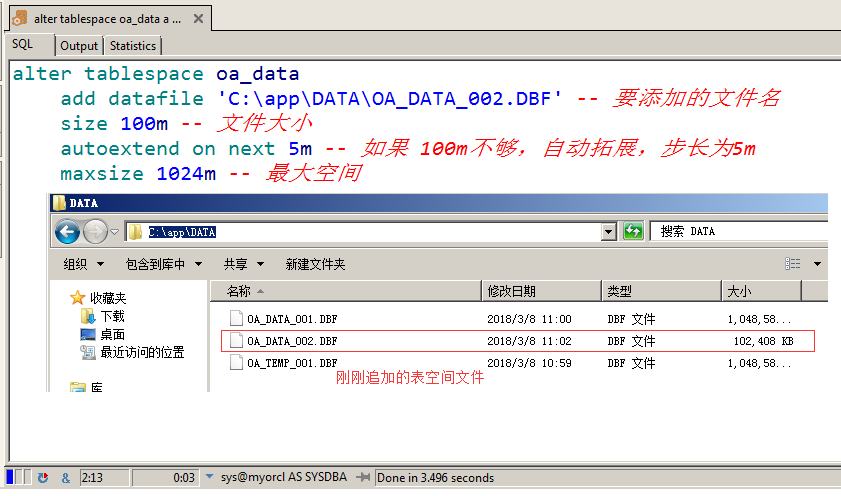 alter tablespace oa_data a ...
SQL Output Statistics
alter tablespace oa_data
add datafile 'C:\app\DATA\OA_DATA_002.DBF' -- 要添加的文件名
size 100m -- 文件大小
autoextend on next 5m -- 如果 100m不够，自动拓展，步长为5m
maxsize 1024m -- 最大空间
DATA
C:\app\DATA 搜索 DATA
组织 包含到库中 共享 新建文件夹
收藏夹
下载
桌面
最近访问的位置
库
名称 修改日期 类型 大小
OA_DATA_001.DBF 2018/3/8 11:00 DBF 文件 1,048,58...
OA_DATA_002.DBF 2018/3/8 11:02 DBF 文件 102,408 KB
OA_TEMP_001.DBF 2018/3/8 10:59 DBF 文件 1,048,58...
刚刚追加的表空间文件
& 2:13 0:03 sys@myorcl AS SYSDBA Done in 3.496 seconds